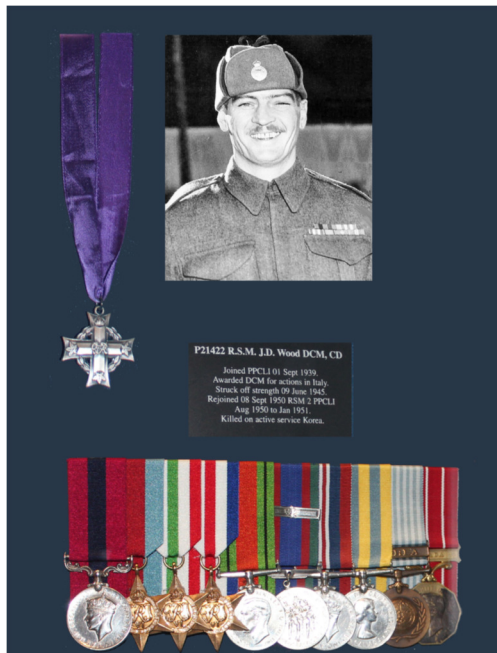 P21422 R.S.M. J.D. Wood DCM, CD
Joined PPCLI 01 Sept 1939.
Awarded DCM for actions in Italy.
Struck off strength 09 June 1945.
Rejoined 08 Sept 1950 RSM 2 PPCLI
Aug 1950 to Jan 1951.
Killed on active service Korea.